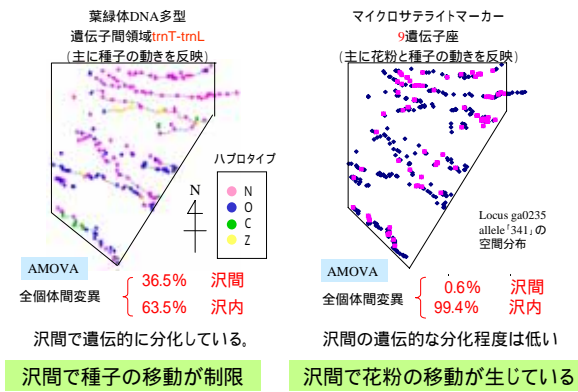 葉緑体DNA多型
遺伝子間領域trnT-trnL
(主に種子の動きを反映)
ハプロタイプ
N
N
O
C
Z
AMOVA
全個体間変異
36.5% 沢間
63.5% 沢内
沢間で遺伝的に分化している。
沢間で種子の移動が制限
マイクロサテライトマーカー
9遺伝子座
(主に花粉と種子の動きを反映)
Locus ga0235
allele「341」の
空間分布
AMOVA
全個体間変異
0.6% 沢間
99.4% 沢内
沢間の遺伝的な分化程度は低い
沢間で花粉の移動が生じている